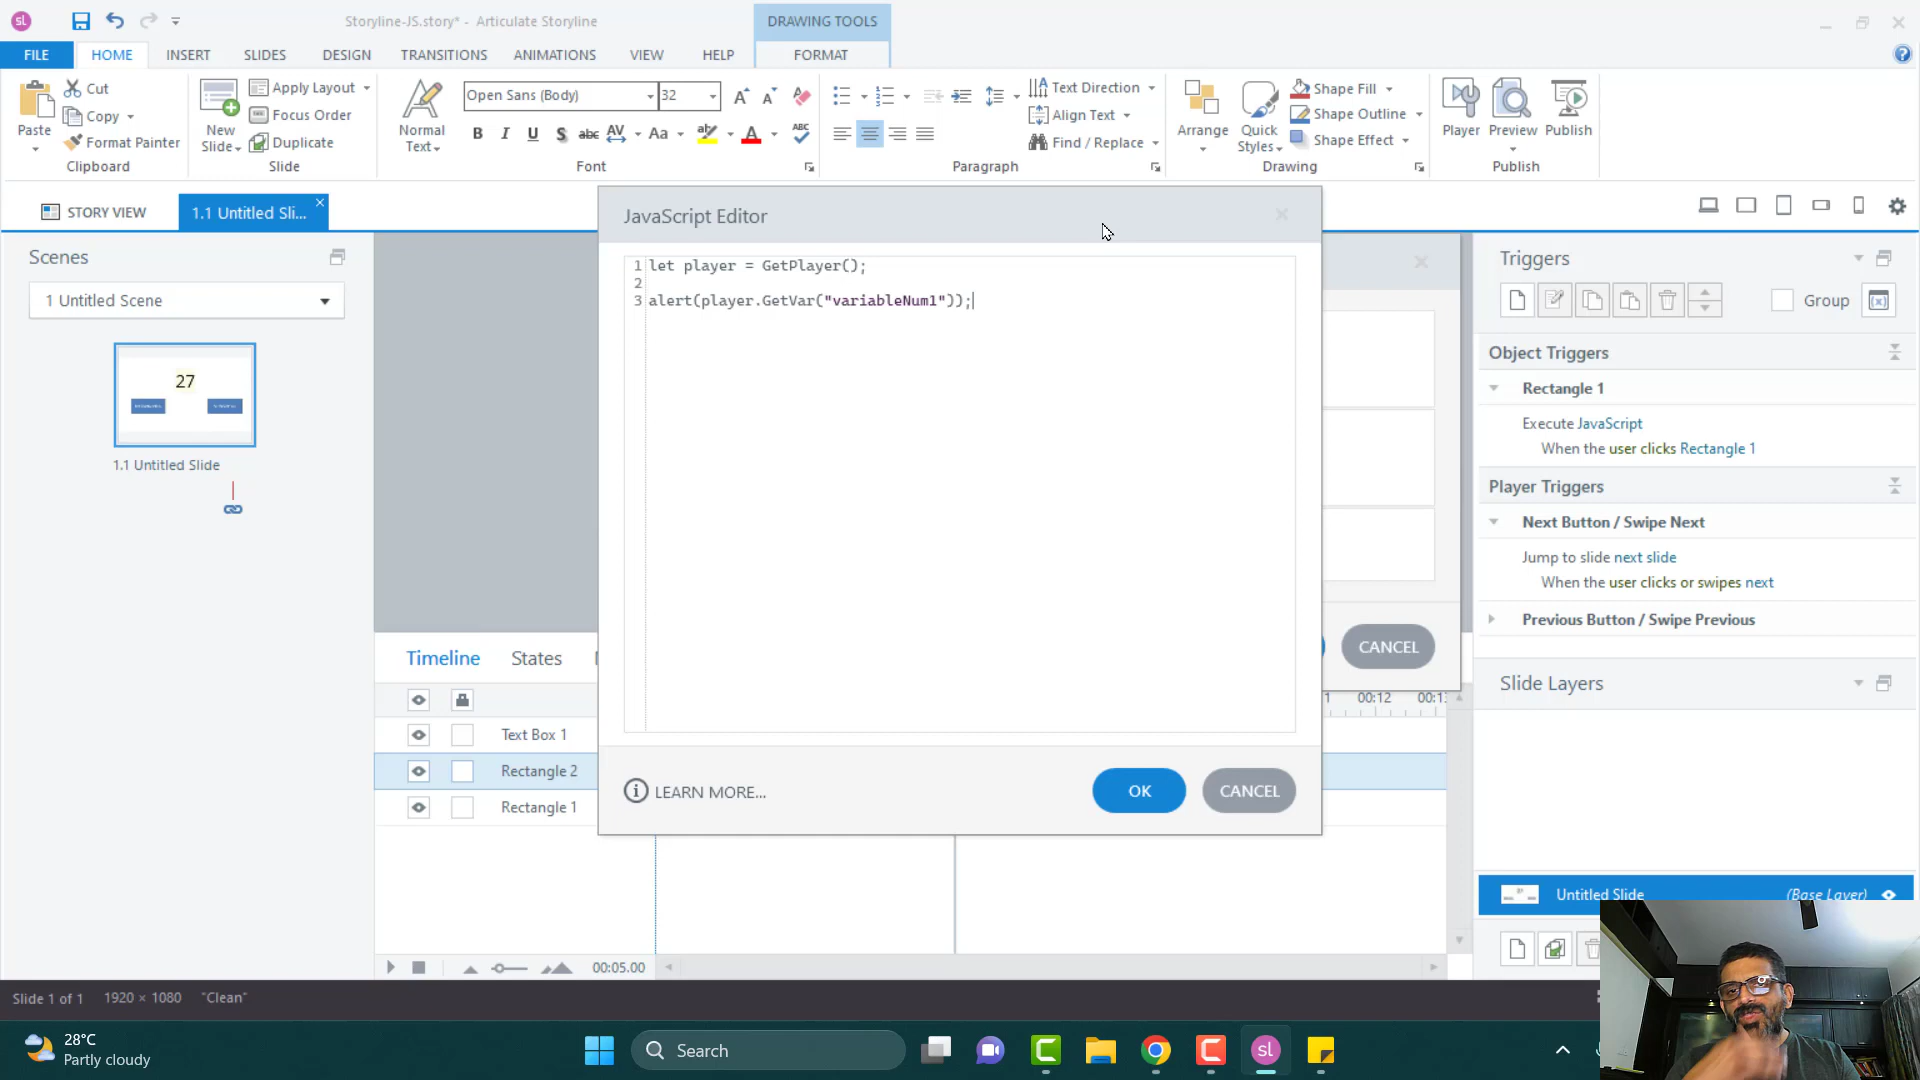 sl
Storyline-JS.story* - Articulate Storyline
DRAWING TOOLS
FILE
HOME
INSERT
SLIDES
DESIGN
TRANSITIONS
ANIMATIONS
VIEW
HELP
FORMAT
Paste
Cut
Copy
Format Painter
Clipboard
New Slide
Apply Layout
Focus Order
Duplicate
Slide
Normal Text
Open Sans (Body)
32
Font
Text Direction
Align Text
Find / Replace
Paragraph
Arrange
Quick Styles
Shape Fill
Shape Outline
Shape Effect
Drawing
Player
Preview
Publish
Publish
STORY VIEW
1.1 Untitled Sli...
Scenes
1 Untitled Scene
27
1.1 Untitled Slide
JavaScript Editor
1 let player = GetPlayer();
2
3 alert(player.GetVar("variableNum1"));
LEARN MORE...
OK
CANCEL
CANCEL
Triggers
Group
Object Triggers
Rectangle 1
Execute JavaScript
When the user clicks Rectangle 1
Player Triggers
Next Button / Swipe Next
Jump to slide next slide
When the user clicks or swipes next
Previous Button / Swipe Previous
Slide Layers
Untitled Slide (Base Layer)
Timeline
States
00:12
Text Box 1
Rectangle 2
Rectangle 1
00:05.00
Slide 1 of 1
1920 × 1080
"Clean"
28°C
Partly cloudy
Search
sl